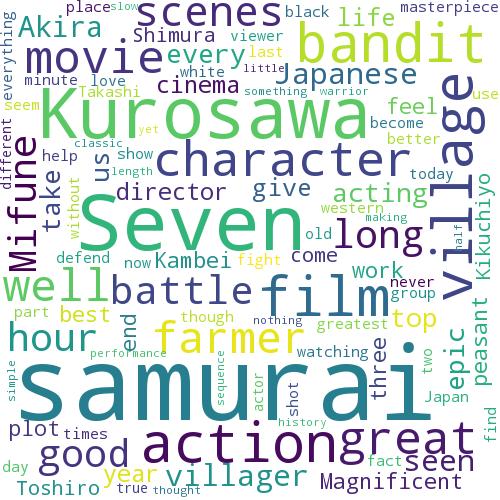 place slow
scenes
black life
masterpiece
Akira
Shimura
viewer
bandit
everything
movie every last
minute love white cinema little
Japanese
seem Takashi
something warrior
use
Kurosawa
feel
become
yet
classic
better
different
help us show
character
today
village
Mifune
take
without
length
director give acting
western
making
Kikuchiyo
Seven
old long
half
defend now Kambei fight come
work
never
well battle film
group
part best though
greatest top
hour end farmer
nothing
watching
three
epic
peasant
performance
simple
samurai
sequence
actor
shot
two
Japan
find
plot times
action
history
great
day good
year villager
fact seen
Toshiro true thought
Magnificent